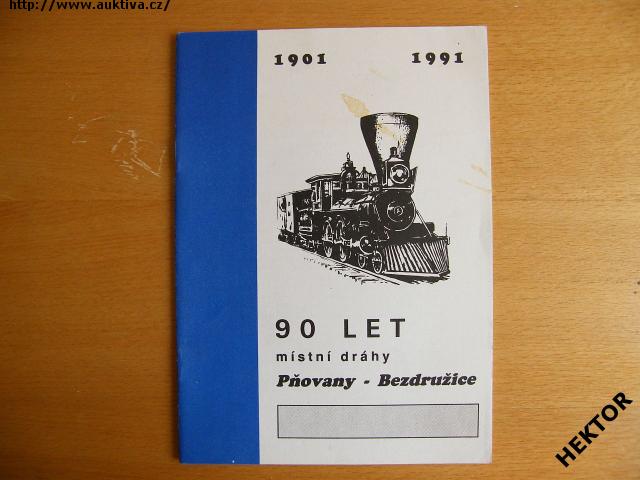 http://www.auktiva.cz/
1901 1991
90 LET
místní dráhy
Pňovany - Bezdružice
HEKTOR